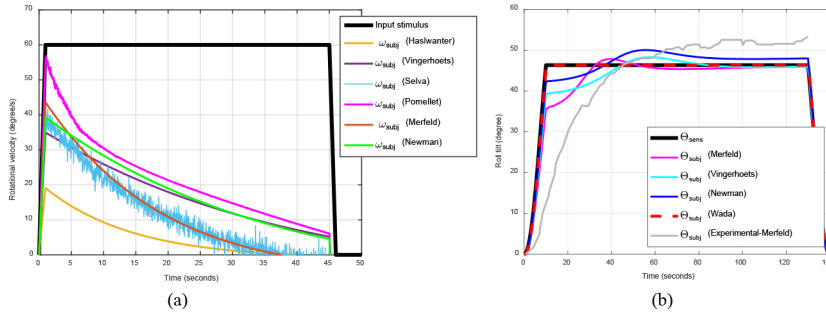 Input stimulus
ωsubj (Haslwanter)
ωsubj (Vingerhoets)
ωsubj (Selva)
ωsubj (Pomellet)
ωsubj (Merfeld)
ωsubj (Newman)
Rotational velocity (degrees)
70
60
50
40
30
20
10
0
0 5 10 15 20 25 30 35 40 45 50
Time (seconds)
(a)
Roll tilt (degree)
60
50
40
30
20
10
0
Θsens
Θsubj (Merfeld)
Θsubj (Vingerhoets)
Θsubj (Newman)
Θsubj (Wada)
Θsubj (Experimental-Merfeld)
0 20 40 60 80 100 120
Time (seconds)
(b)